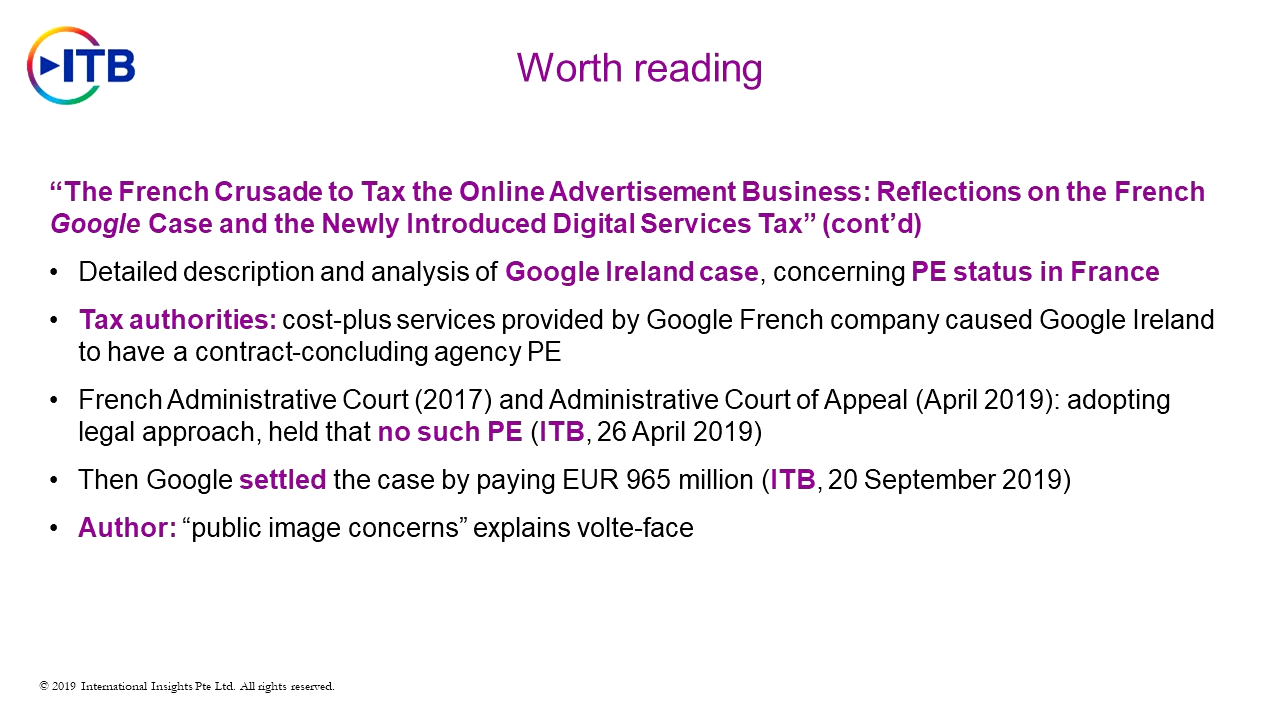 ITB
Worth reading
“The French Crusade to Tax the Online Advertisement Business: Reflections on the French
Google Case and the Newly Introduced Digital Services Tax” (cont’d)
• Detailed description and analysis of Google Ireland case, concerning PE status in France
• Tax authorities: cost-plus services provided by Google French company caused Google Ireland
to have a contract-concluding agency PE
• French Administrative Court (2017) and Administrative Court of Appeal (April 2019): adopting
legal approach, held that no such PE (ITB, 26 April 2019)
• Then Google settled the case by paying EUR 965 million (ITB, 20 September 2019)
• Author: “public image concerns” explains volte-face
© 2019 International Insights Pte Ltd. All rights reserved.